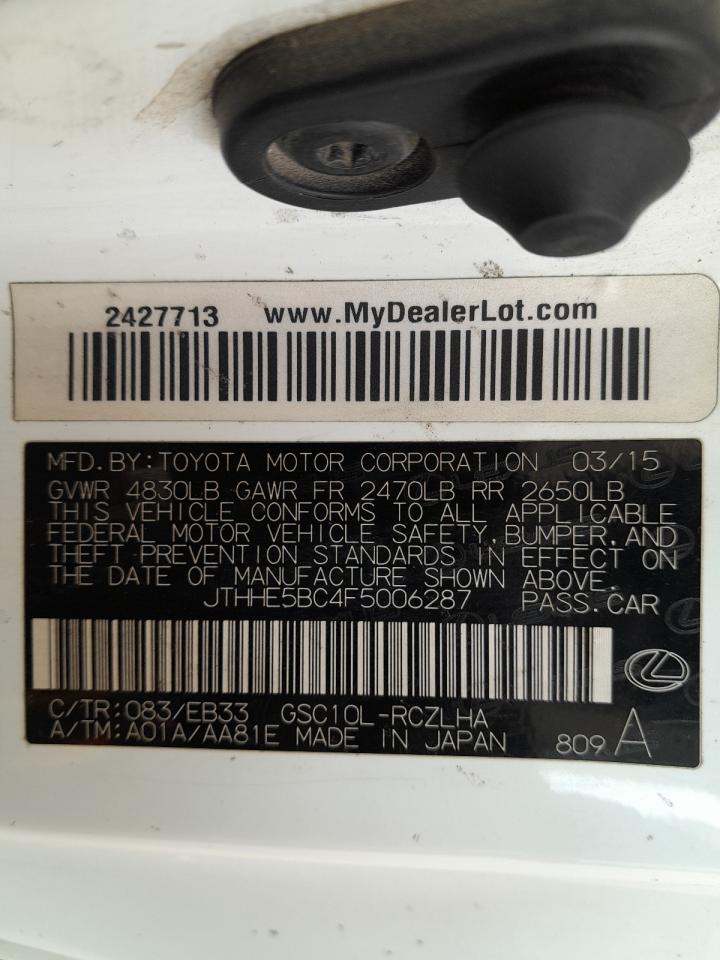 2427713 www.MyDealerLot.com
MFD. BY: TOYOTA MOTOR CORPORATION 03/15
GVWR 4830LB GAWR FR 2470LB RR 2650LB
THIS VEHICLE CONFORMS TO ALL APPLICABLE
FEDERAL MOTOR VEHICLE SAFETY, BUMPER, AND
THEFT PREVENTION STANDARDS IN EFFECT ON
THE DATE OF MANUFACTURE SHOWN ABOVE.
JTHHE5BC4F5006287 PASS. CAR
C/TR: 083/EB33 GSC10L-RCZLHA
A/TM: A01A/AA81E MADE IN JAPAN 809 A